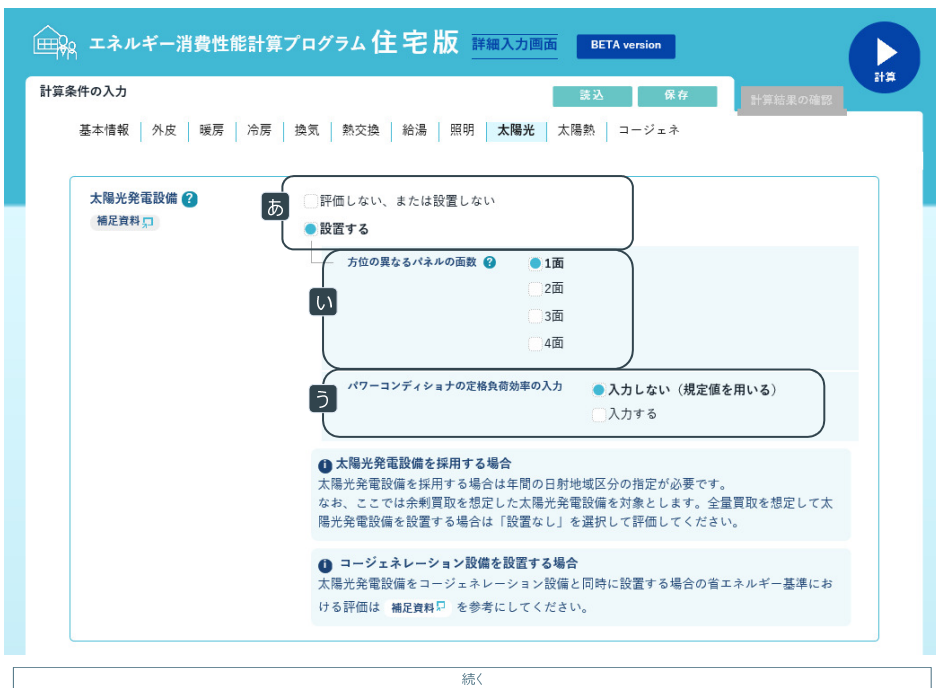 エネルギー消費性能計算プログラム 住宅版 詳細入力画面 BETA version
計算
計算条件の入力 読込 保存 計算結果の確認
基本情報 外皮 暖房 冷房 換気 熱交換 給湯 照明 太陽光 太陽熱 コージェネ
太陽光発電設備 ?
補足資料
あ
評価しない、または設置しない
設置する
方位の異なるパネルの面数 ? 1面
い
2面
3面
4面
う
パワーコンディショナの定格負荷効率の入力 入力しない（規定値を用いる）
入力する
i 太陽光発電設備を採用する場合
太陽光発電設備を採用する場合は年間の日射地域区分の指定が必要です。
なお、ここでは余剰買取を想定した太陽光発電設備を対象とします。全量買取を想定して太
陽光発電設備を設置する場合は「設置なし」を選択して評価してください。
i コージェネレーション設備を設置する場合
太陽光発電設備をコージェネレーション設備と同時に設置する場合の省エネルギー基準にお
ける評価は 補足資料 を参考にしてください。
続く